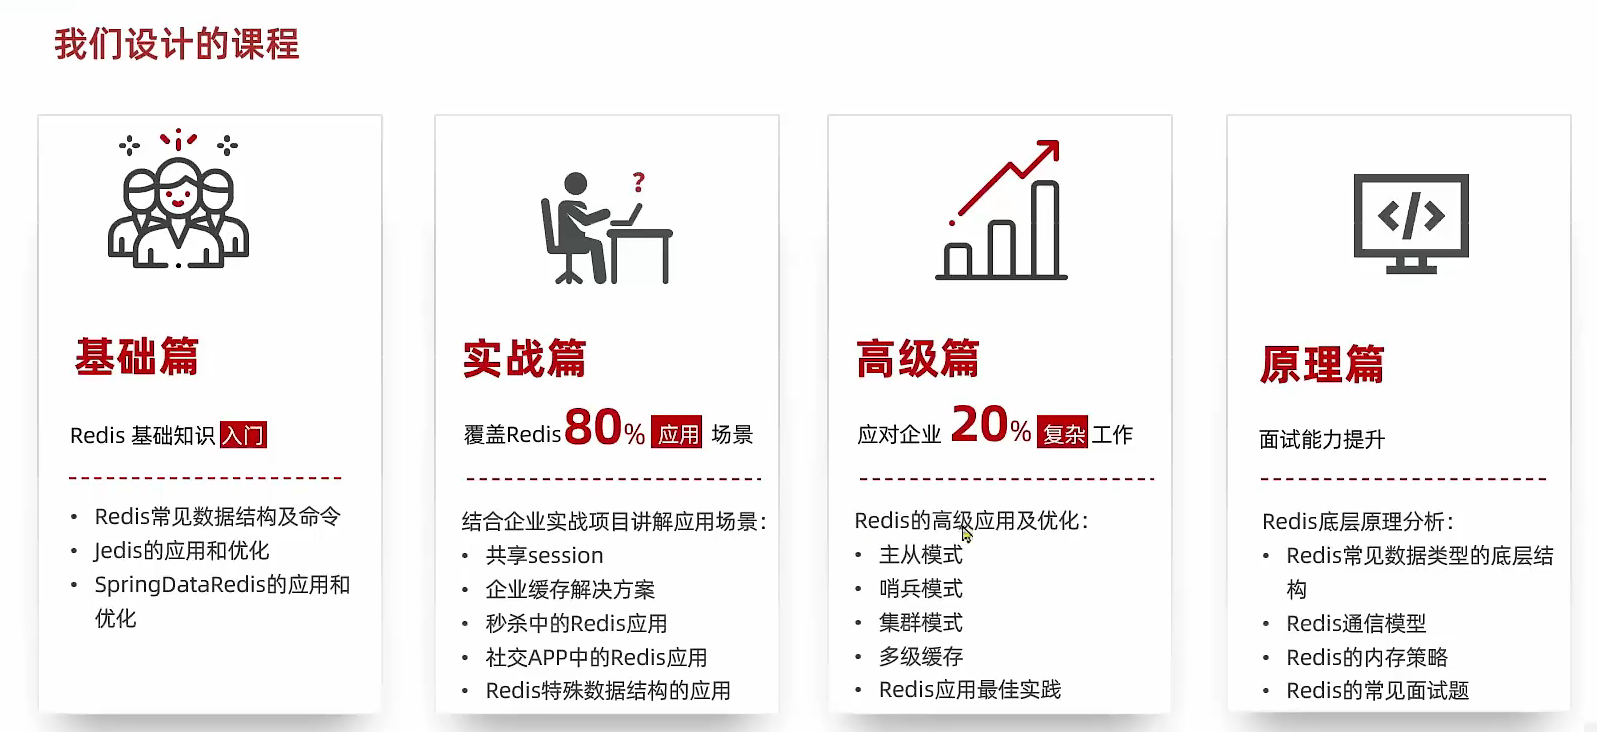 我们设计的课程
基础篇
Redis 基础知识 入门
• Redis常见数据结构及命令
• Jedis的应用和优化
• SpringDataRedis的应用和
优化
?
实战篇
覆盖Redis80% 应用 场景
结合企业实战项目讲解应用场景：
• 共享session
• 企业缓存解决方案
• 秒杀中的Redis应用
• 社交APP中的Redis应用
• Redis特殊数据结构的应用
高级篇
应对企业 20% 复杂 工作
Redis的高级应用及优化：
• 主从模式
• 哨兵模式
• 集群模式
• 多级缓存
• Redis应用最佳实践
</>
原理篇
面试能力提升
Redis底层原理分析：
• Redis常见数据类型的底层结
构
• Redis通信模型
• Redis的内存策略
• Redis的常见面试题